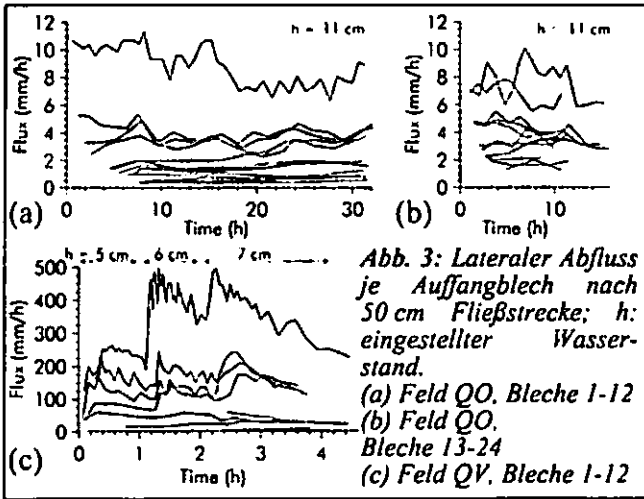 12
10
8
6
4
2
0
Flux (mm/h)
h = 11 cm
0 10 20 30
Time (h)
(a)
12
10
8
6
4
2
0
Flux (mm/h)
h = 11 cm
0 5 10 15
Time (h)
(b)
h = 5 cm 6 cm 7 cm
500
400
300
200
100
0
Flux (mm/h)
0 1 2 3 4
Time (h)
(c)
Abb. 3: Lateraler Abfluss
je Auffangblech nach
50 cm Fließstrecke; h:
eingestellter Wasser-
stand.
(a) Feld QO, Bleche 1-12
(b) Feld QO,
Bleche 13-24
(c) Feld QV, Bleche 1-12